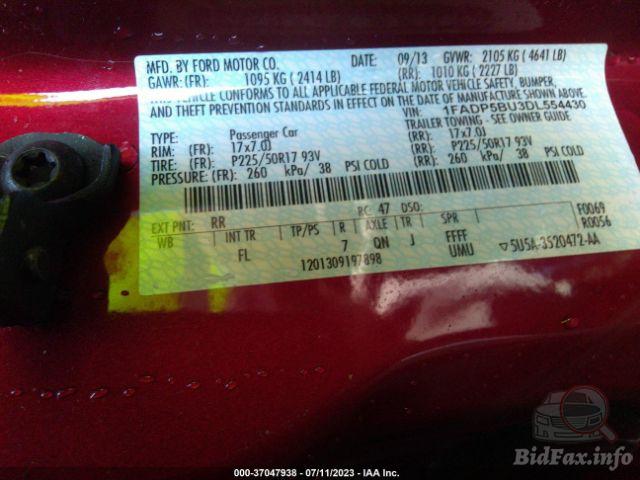 MFD. BY FORD MOTOR CO.
DATE: 09/13 GVWR: 2105 KG ( 4641 LB)
GAWR: (FR): 1095 KG ( 2414 LB) (RR): 1010 KG ( 2227 LB)
THIS VEHICLE CONFORMS TO ALL APPLICABLE FEDERAL MOTOR VEHICLE SAFETY, BUMPER,
AND THEFT PREVENTION STANDARDS IN EFFECT ON THE DATE OF MANUFACTURE SHOWN ABOVE.
VIN: 1FADP5BU3DL554430
TYPE: Passenger Car TRAILER TOWING - SEE OWNER GUIDE
RIM: (FR): 17x7.0J (RR): 17x7.0J
TIRE: (FR): P225/50R17 93V (RR): P225/50R17 93V
PRESSURE: (FR): 260 kPa/ 38 PSI COLD (RR): 260 kPa/ 38 PSI COLD
EXT PNT: RR RC: 47 DSO: F0069
WB INT TR TP/PS R AXLE TR SPR R0056
FL 7 QN J FFFF
1201309197898 UMU ▽5U5A-3520472-AA
BidFax.info
000-37047938 - 07/11/2023 - IAA Inc.